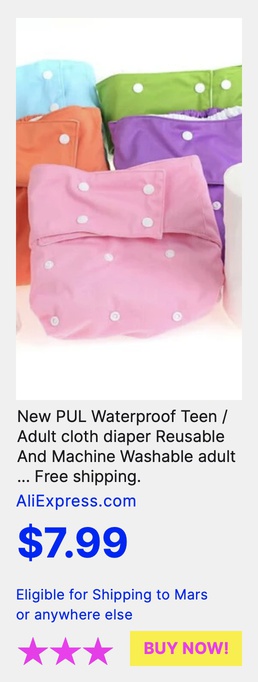 New PUL Waterproof Teen /
Adult cloth diaper Reusable
And Machine Washable adult
... Free shipping.
AliExpress.com
$7.99
Eligible for Shipping to Mars
or anywhere else
BUY NOW!